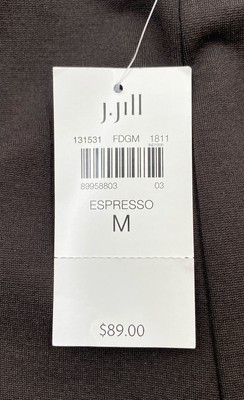 J.Jill
131531 FDGM 1811
89958803 03
ESPRESSO
M
$89.00